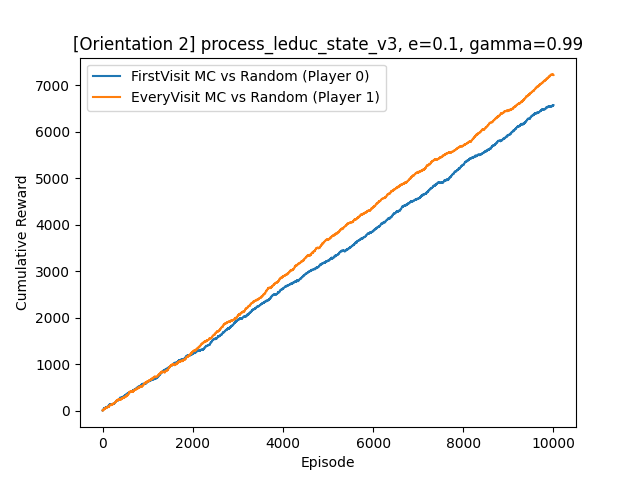 [Orientation 2] process_leduc_state_v3, e=0.1, gamma=0.99
FirstVisit MC vs Random (Player 0)
EveryVisit MC vs Random (Player 1)
7000
6000
5000
4000
3000
2000
1000
0
Cumulative Reward
0 2000 4000 6000 8000 10000
Episode